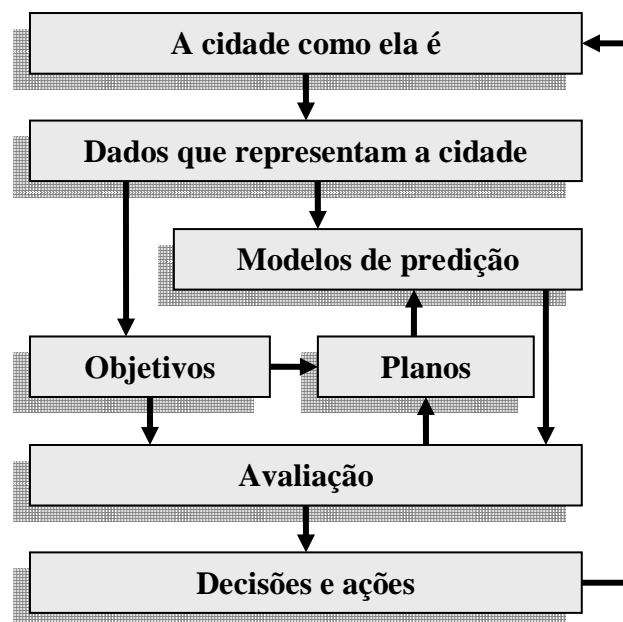 A cidade como ela é
Dados que representam a cidade
Modelos de predição
Objetivos
Planos
Avaliação
Decisões e ações